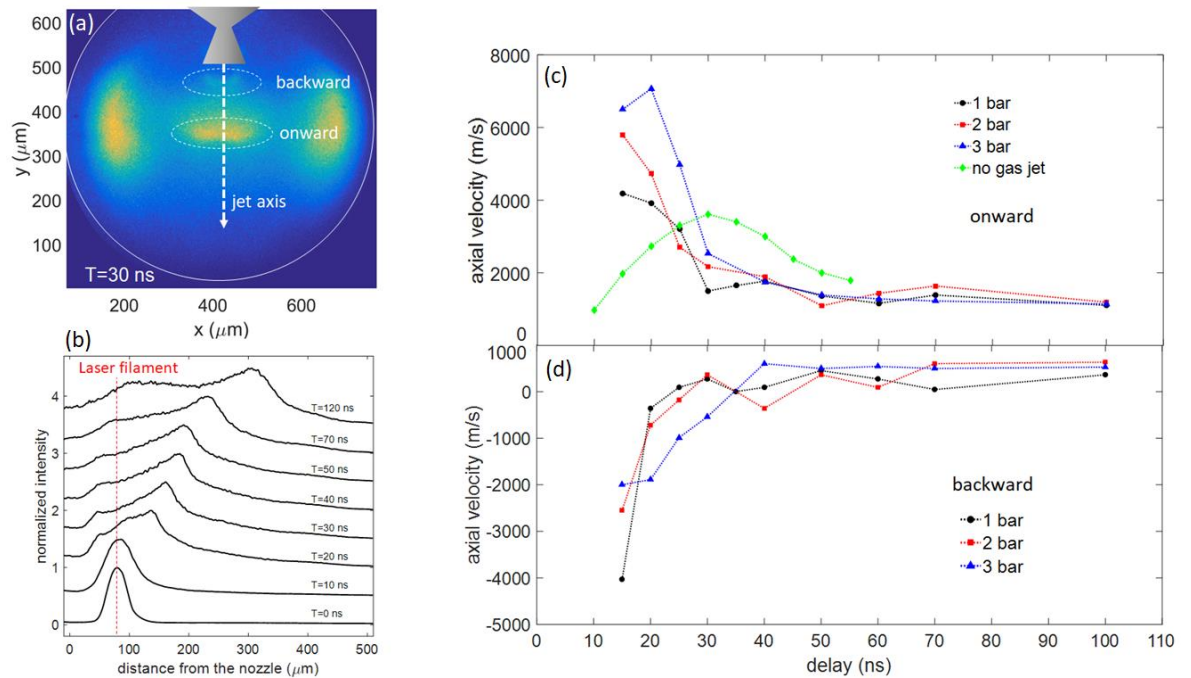 (a)
600
500
400
300
200
100
y (μm)
backward
onward
jet axis
T=30 ns
200
400
600
x (μm)
(b)
Laser filament
4
3
2
1
0
normalized intensity
T=120 ns
T=70 ns
T=50 ns
T=40 ns
T=30 ns
T=20 ns
T=10 ns
T=0 ns
0
100
200
300
400
500
distance from the nozzle (μm)
(c)
8000
6000
4000
2000
0
axial velocity (m/s)
1 bar
2 bar
3 bar
no gas jet
onward
(d)
1000
0
-1000
-2000
-3000
-4000
-5000
axial velocity (m/s)
backward
1 bar
2 bar
3 bar
0
10
20
30
40
50
60
70
80
90
100
110
delay (ns)